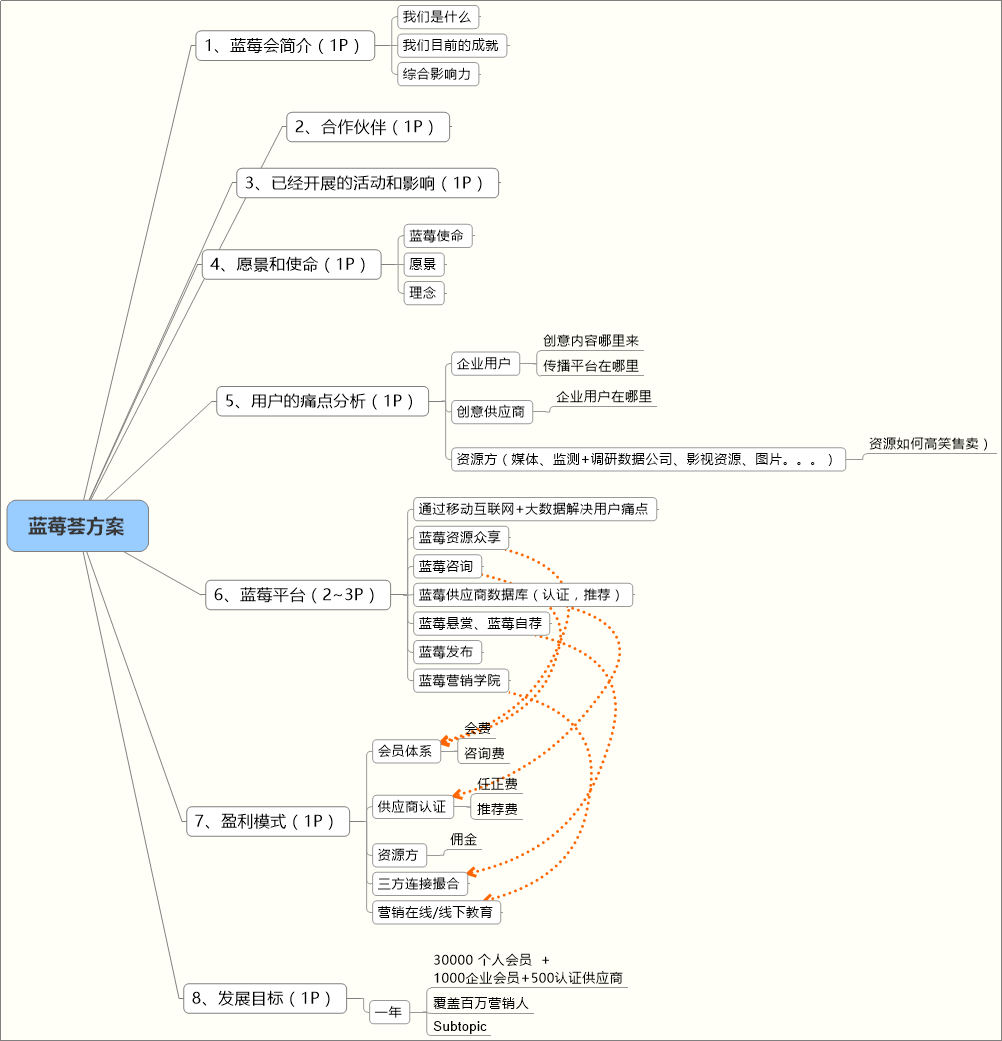 1、蓝莓会简介（1P）
我们是什么
我们目前的成就
综合影响力
2、合作伙伴（1P）
3、已经开展的活动和影响（1P）
4、愿景和使命（1P）
蓝莓使命
愿景
理念
5、用户的痛点分析（1P）
企业用户
创意内容哪里来
传播平台在哪里
创意供应商
企业用户在哪里
资源方（媒体、监测+调研数据公司、影视资源、图片。。。）
资源如何高笑售卖）
蓝莓荟方案
6、蓝莓平台（2~3P）
通过移动互联网+大数据解决用户痛点
蓝莓资源众享
蓝莓咨询
蓝莓供应商数据库（认证，推荐）
蓝莓悬赏、蓝莓自荐
蓝莓发布
蓝莓营销学院
7、盈利模式（1P）
会员体系
会费
咨询费
供应商认证
任正费
推荐费
资源方
佣金
三方连接撮合
营销在线/线下教育
8、发展目标（1P）
一年
30000 个人会员 +
1000企业会员+500认证供应商
覆盖百万营销人
Subtopic